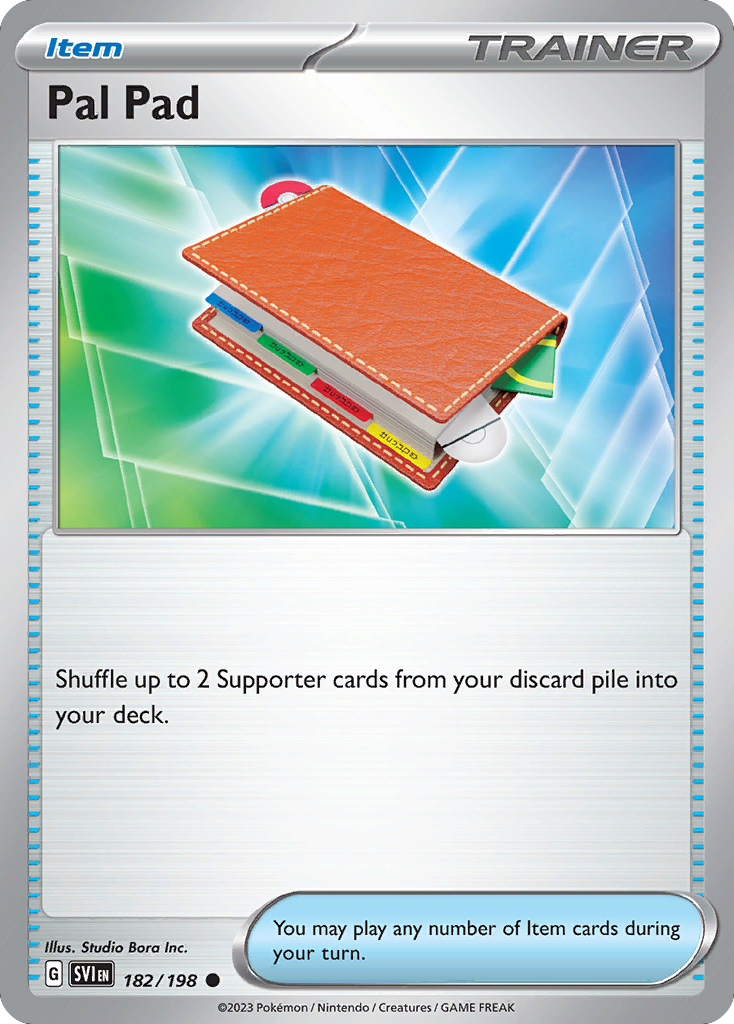 Item
TRAINER
Pal Pad
Shuffle up to 2 Supporter cards from your discard pile into
your deck.
You may play any number of Item cards during
your turn.
Illus. Studio Bora Inc.
G SVI EN 182/198
©2023 Pokémon / Nintendo / Creatures / GAME FREAK